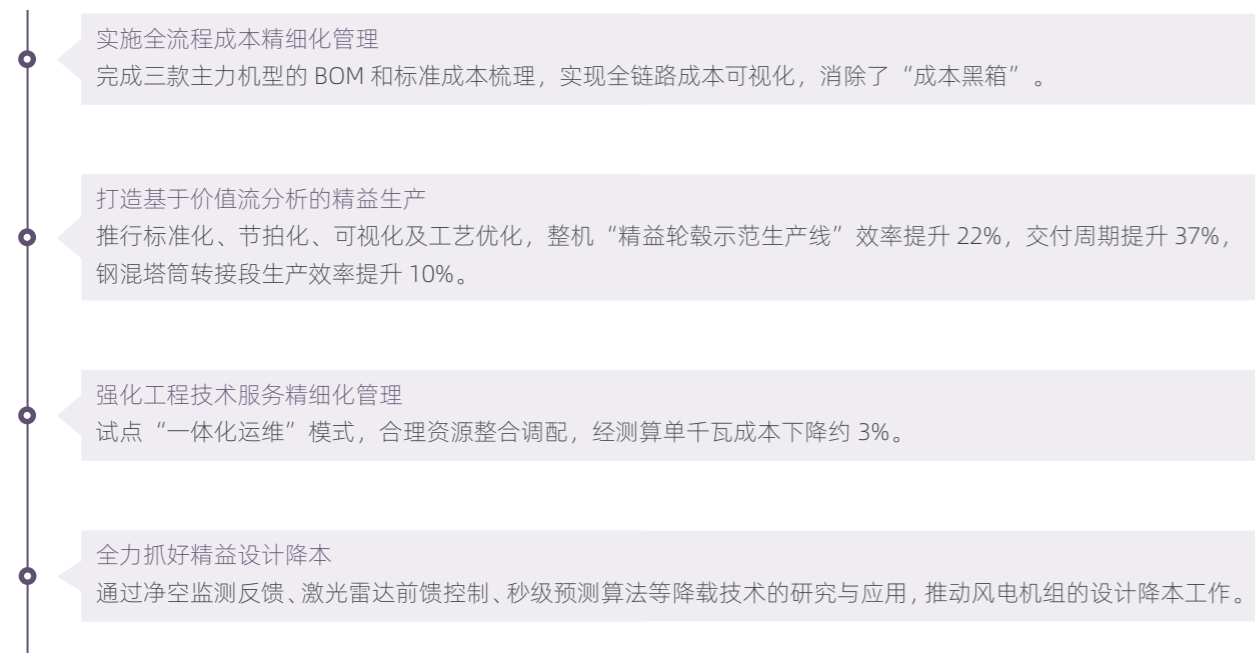 实施全流程成本精细化管理
完成三款主力机型的 BOM 和标准成本梳理，实现全链路成本可视化，消除了“成本黑箱”。
打造基于价值流分析的精益生产
推行标准化、节拍化、可视化及工艺优化，整机“精益轮毂示范生产线”效率提升 22%，交付周期提升 37%，
钢混塔筒转接段生产效率提升 10%。
强化工程技术服务精细化管理
试点“一体化运维”模式，合理资源整合调配，经测算单千瓦成本下降约 3%。
全力抓好精益设计降本
通过净空监测反馈、激光雷达前馈控制、秒级预测算法等降载技术的研究与应用，推动风电机组的设计降本工作。